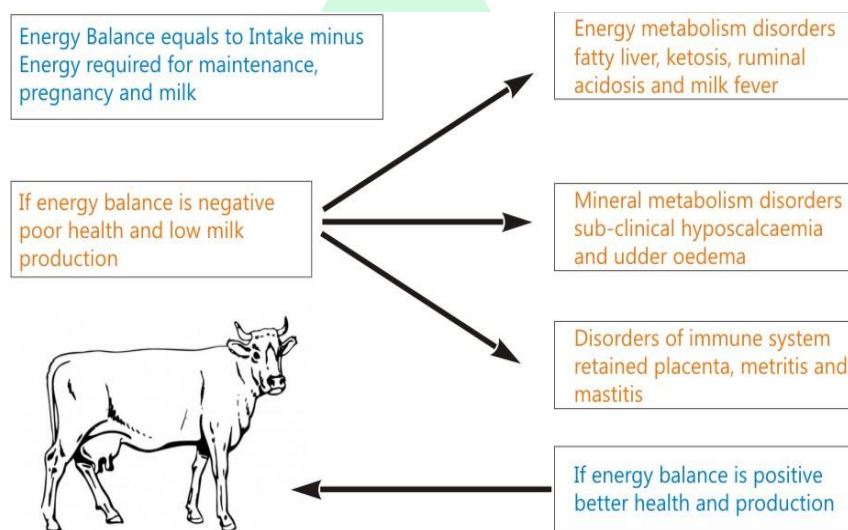 Energy Balance equals to Intake minus
Energy required for maintenance,
pregnancy and milk
Energy metabolism disorders
fatty liver, ketosis, ruminal
acidosis and milk fever
If energy balance is negative
poor health and low milk
production
Mineral metabolism disorders
sub-clinical hyposcalcaemia
and udder oedema
Disorders of immune system
retained placenta, metritis and
mastitis
If energy balance is positive
better health and production